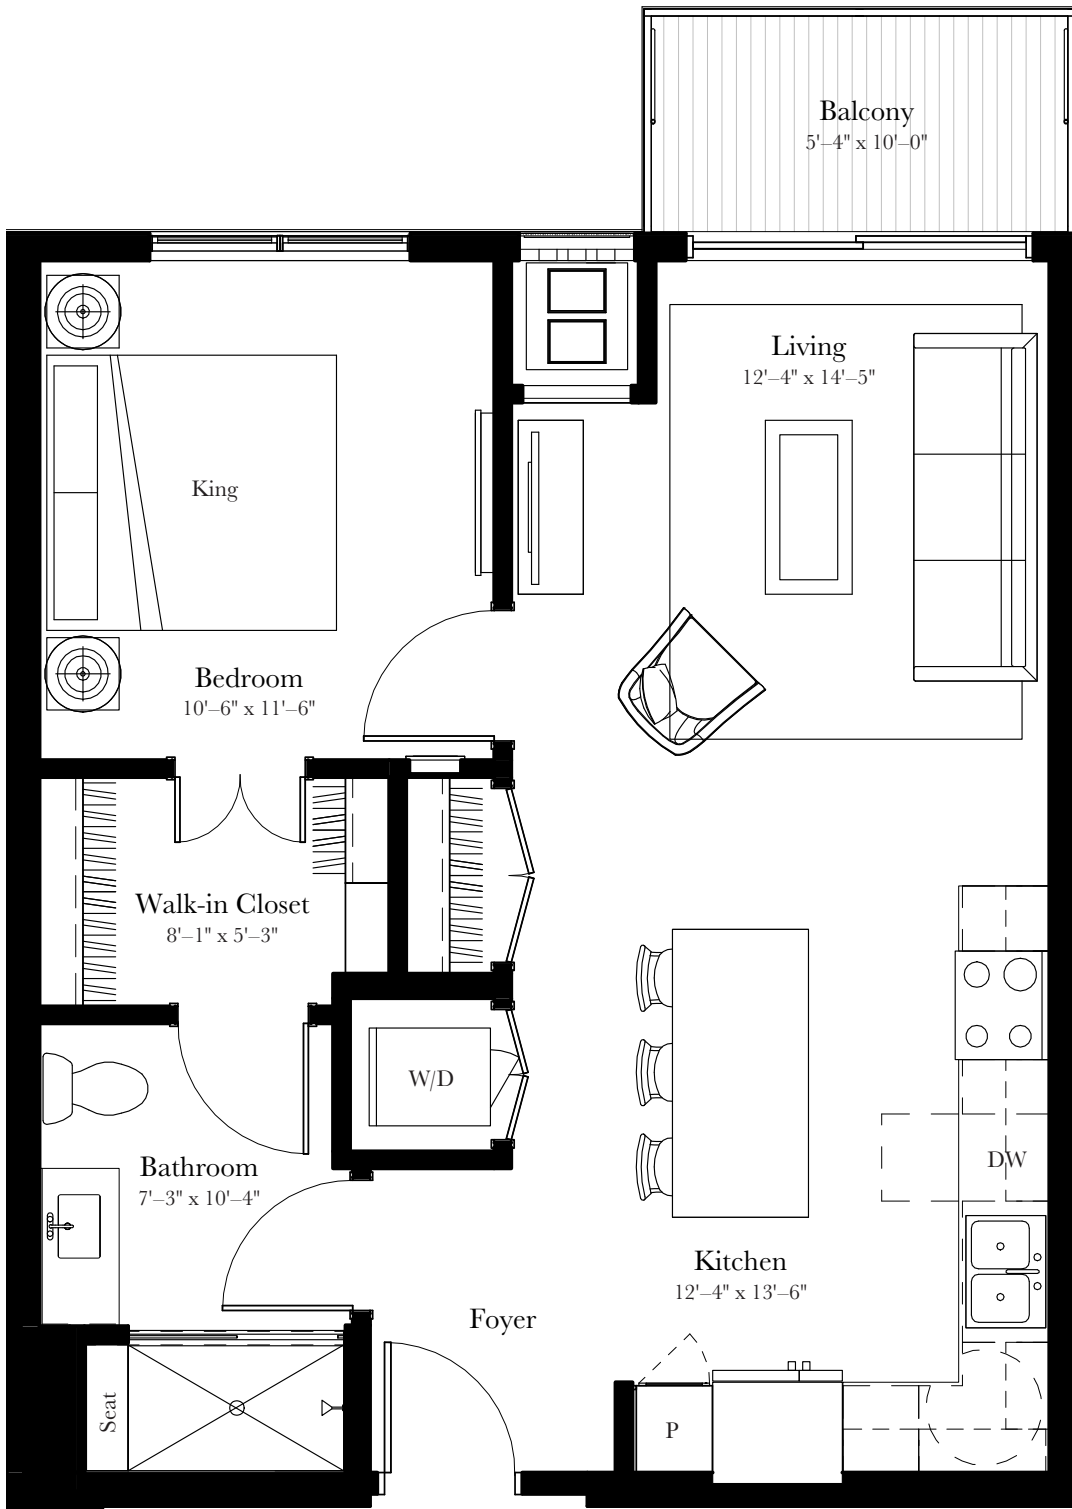 Balcony
5'–4" x 10'–0"
Living
12'–4" x 14'–5"
King
Bedroom
10'–6" x 11'–6"
Walk-in Closet
8'–1" x 5'–3"
W/D
Bathroom
7'–3" x 10'–4"
DW
Kitchen
12'–4" x 13'–6"
Foyer
Seat
P